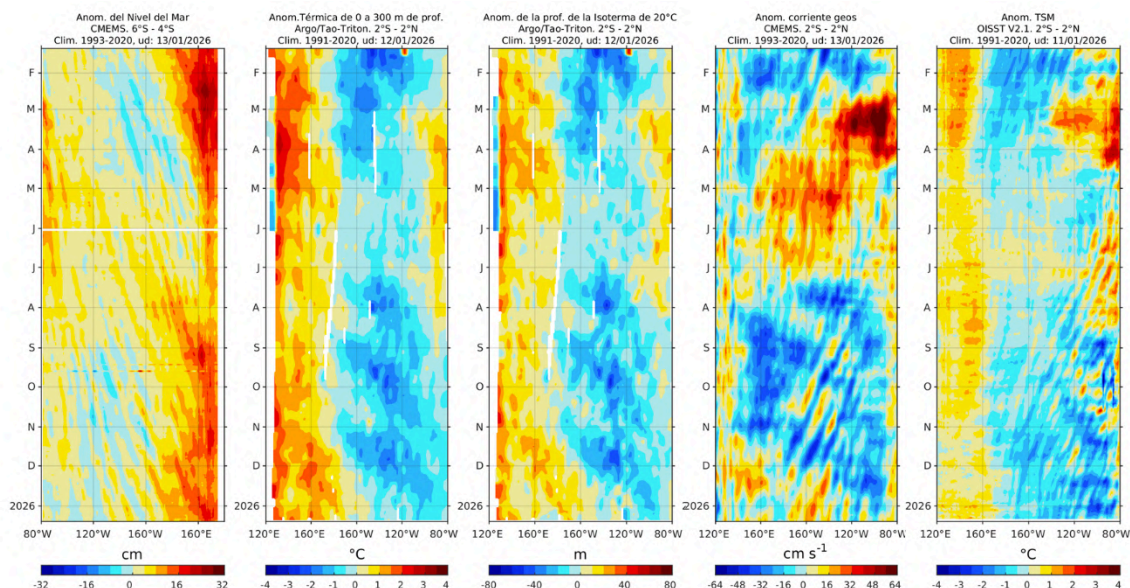 Anom. del Nivel del Mar
CMEMS. 6°S - 4°S
Clim. 1993-2020, ud: 13/01/2026
Anom.Térmica de 0 a 300 m de prof.
Argo/Tao-Triton. 2°S - 2°N
Clim. 1991-2020, ud: 12/01/2026
Anom. de la prof. de la Isoterma de 20°C
Argo/Tao-Triton. 2°S - 2°N
Clim. 1991-2020, ud: 12/01/2026
Anom. corriente geos
CMEMS. 2°S - 2°N
Clim. 1993-2020, ud: 13/01/2026
Anom. TSM
OISST V2.1. 2°S - 2°N
Clim. 1991-2020, ud: 11/01/2026
F
M
A
M
J
J
A
S
O
N
D
2026
80°W 120°W 160°W
F
M
A
M
J
J
A
S
O
N
D
2026
120°E 160°E 160°W 120°W 80°W
F
M
A
M
J
J
A
S
O
N
D
2026
120°E 160°E 160°W 120°W 80°W
F
M
A
M
J
J
A
S
O
N
D
2026
120°E 160°E 160°W 120°W 80°W
F
M
A
M
J
J
A
S
O
N
D
2026
120°E 160°E 160°W 120°W 80°W
cm
-32 -16 0 16 32
°C
-4 -3 -2 -1 0 1 2 3 4
m
-80 -40 0 40 80
cm s⁻¹
-64 -48 -32 -16 0 16 32 48 64
°C
-4 -3 -2 -1 0 1 2 3 4